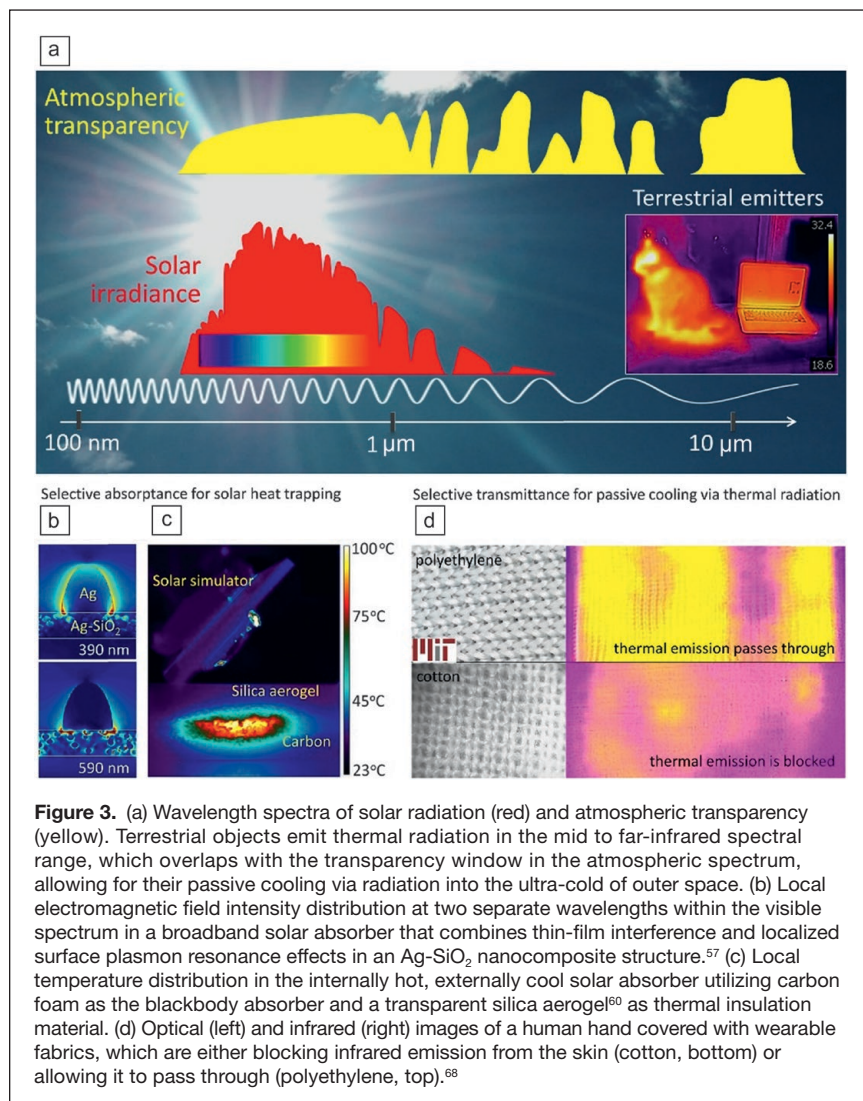 a
Atmospheric
transparency
Terrestrial emitters
32.4
18.6
Solar
irradiance
100 nm
1 µm
10 µm
Selective absorptance for solar heat trapping
Selective transmittance for passive cooling via thermal radiation
b
c
d
Ag
Ag-SiO₂
390 nm
590 nm
Solar simulator
Silica aerogel
Carbon
100°C
75°C
45°C
23°C
polyethylene
MIT
thermal emission passes through
cotton
thermal emission is blocked
Figure 3. (a) Wavelength spectra of solar radiation (red) and atmospheric transparency
(yellow). Terrestrial objects emit thermal radiation in the mid to far-infrared spectral
range, which overlaps with the transparency window in the atmospheric spectrum,
allowing for their passive cooling via radiation into the ultra-cold of outer space. (b) Local
electromagnetic field intensity distribution at two separate wavelengths within the visible
spectrum in a broadband solar absorber that combines thin-film interference and localized
surface plasmon resonance effects in an Ag-SiO₂ nanocomposite structure.⁵⁷ (c) Local
temperature distribution in the internally hot, externally cool solar absorber utilizing carbon
foam as the blackbody absorber and a transparent silica aerogel⁶⁰ as thermal insulation
material. (d) Optical (left) and infrared (right) images of a human hand covered with wearable
fabrics, which are either blocking infrared emission from the skin (cotton, bottom) or
allowing it to pass through (polyethylene, top).⁶⁸